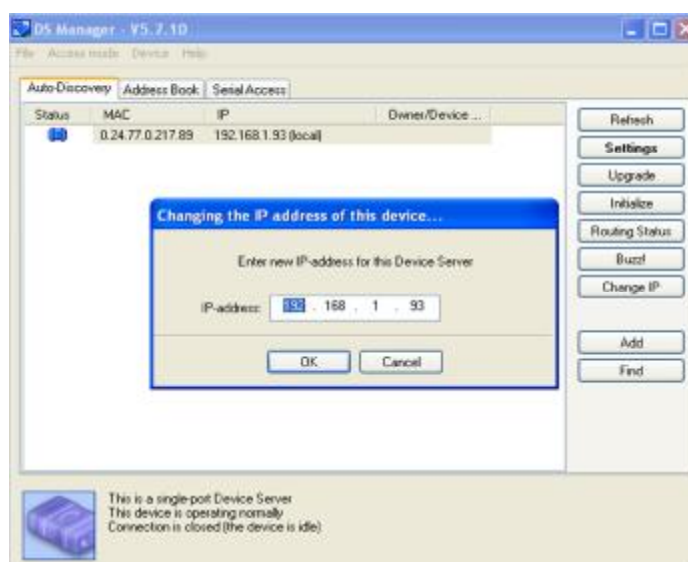 DS Manager - V5.7.10
File Access mode Device Help
Auto-Discovery Address Book Serial Access
Status MAC IP Owner/Device ...
0.24.77.0.217.89 192.168.1.93 (local)
Refresh
Settings
Upgrade
Initialize
Routing Status
Buzz!
Change IP
Add
Find
Changing the IP address of this device...
Enter new IP-address for this Device Server
IP-address: 192 . 168 . 1 . 93
OK Cancel
This is a single-port Device Server
This device is operating normally
Connection is closed (the device is idle)